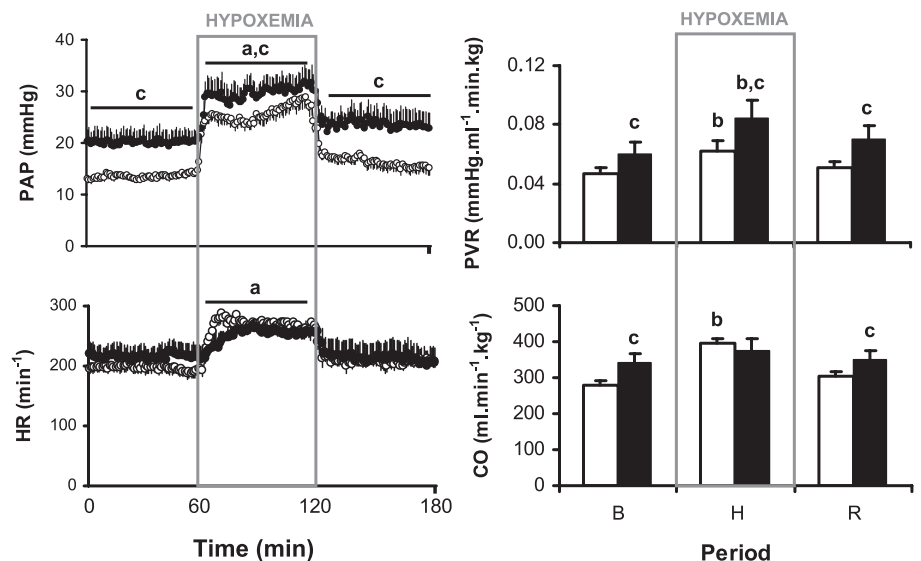 HYPOXEMIA
40
30
20
10
0
PAP (mmHg)
c
a,c
c
300
200
100
0
HR (min⁻¹)
a
0
60
120
180
Time (min)
HYPOXEMIA
0.12
0.08
0.04
0.00
PVR (mmHg.ml⁻¹.min.kg)
c
b
b,c
c
500
400
300
200
100
0
CO (ml.min⁻¹.kg⁻¹)
c
b
c
B
H
R
Period